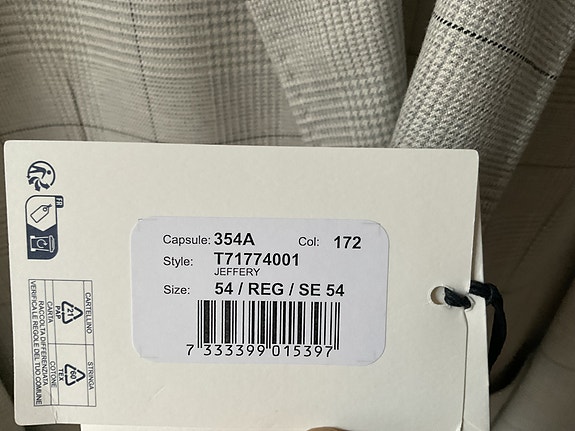 Capsule: 354A Col: 172
Style: T71774001
JEFFERY
Size: 54 / REG / SE 54
7 333399 015397
FR
CARTELLINO
21
PAP
CARTA
STRINGA
60
TEX
COTONE
RACCOLTA DIFFERENZIATA
VERIFICA LE REGOLE DEL TUO COMUNE